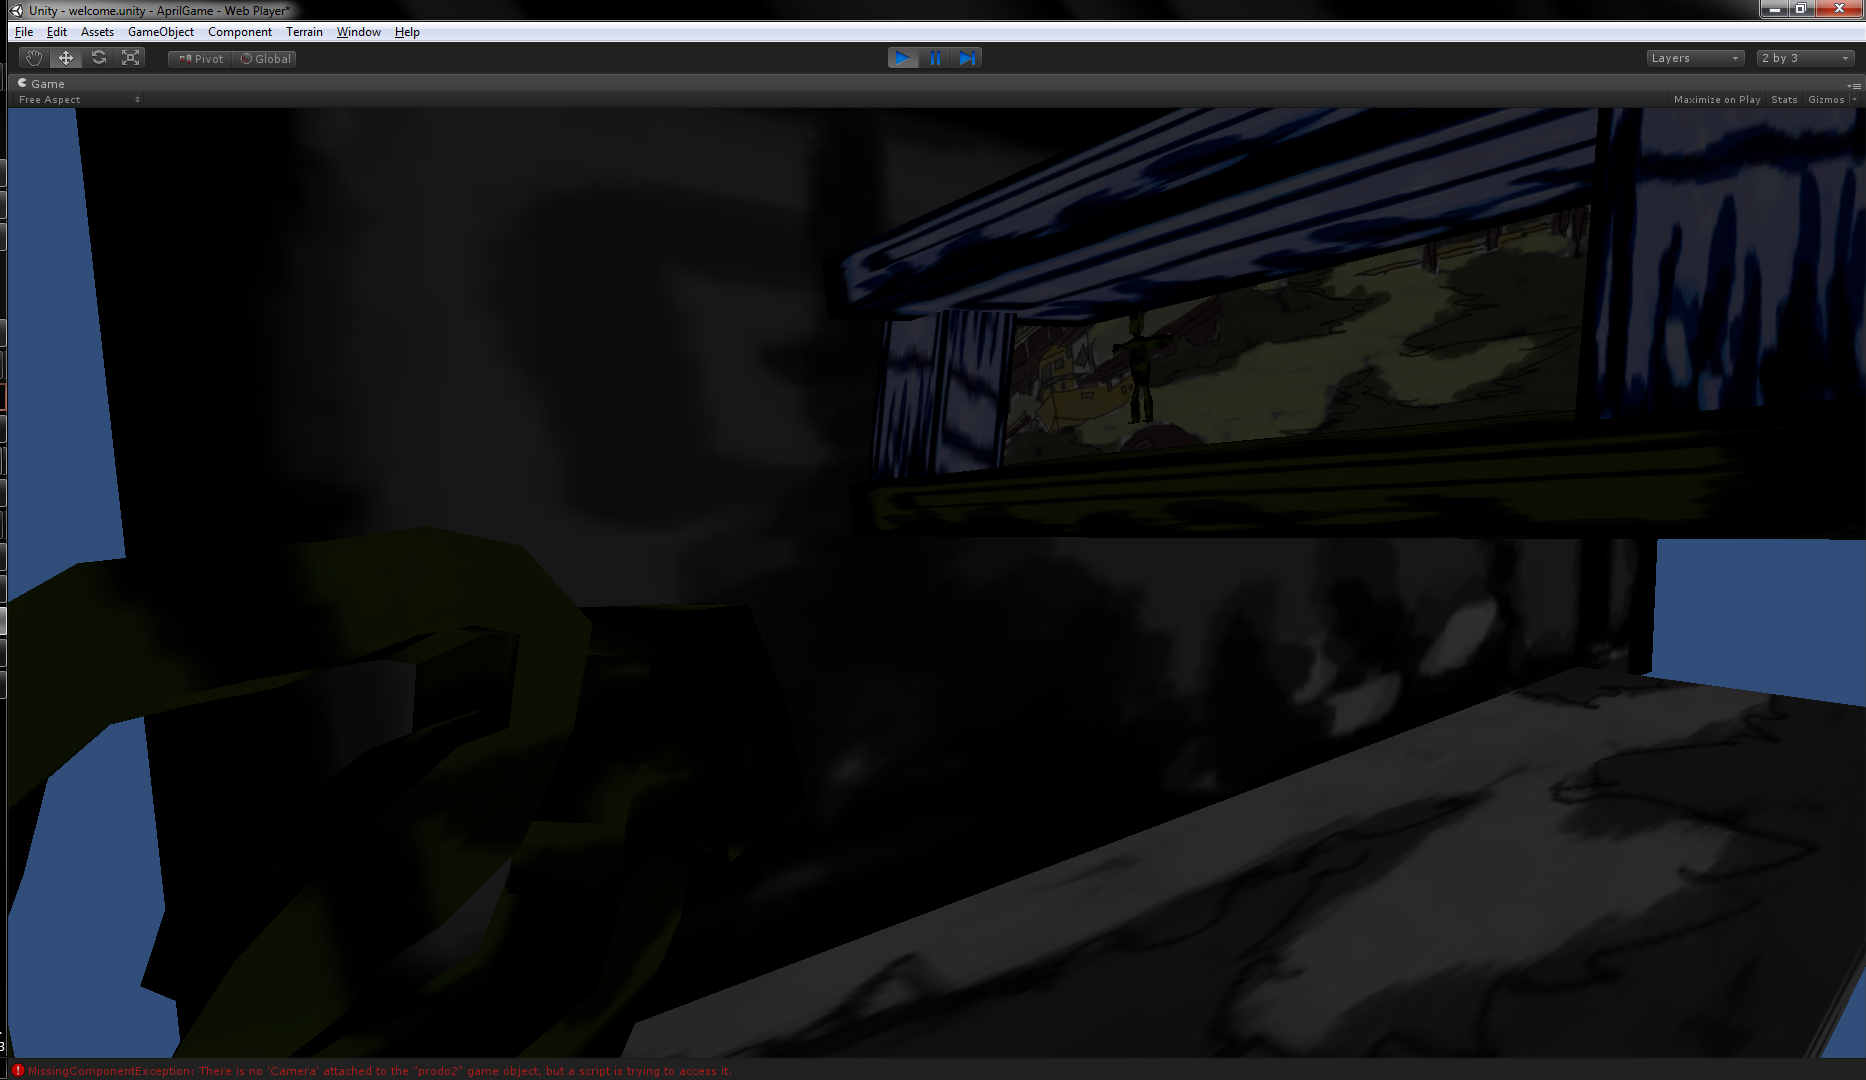 Unity - welcome.unity - AprilGame - Web Player*
File Edit Assets GameObject Component Terrain Window Help
Pivot Global Layers 2 by 3
Game
Free Aspect Maximize on Play Stats Gizmos
3
MissingComponentException: There is no 'Camera' attached to the "prodo2" game object, but a script is trying to access it.